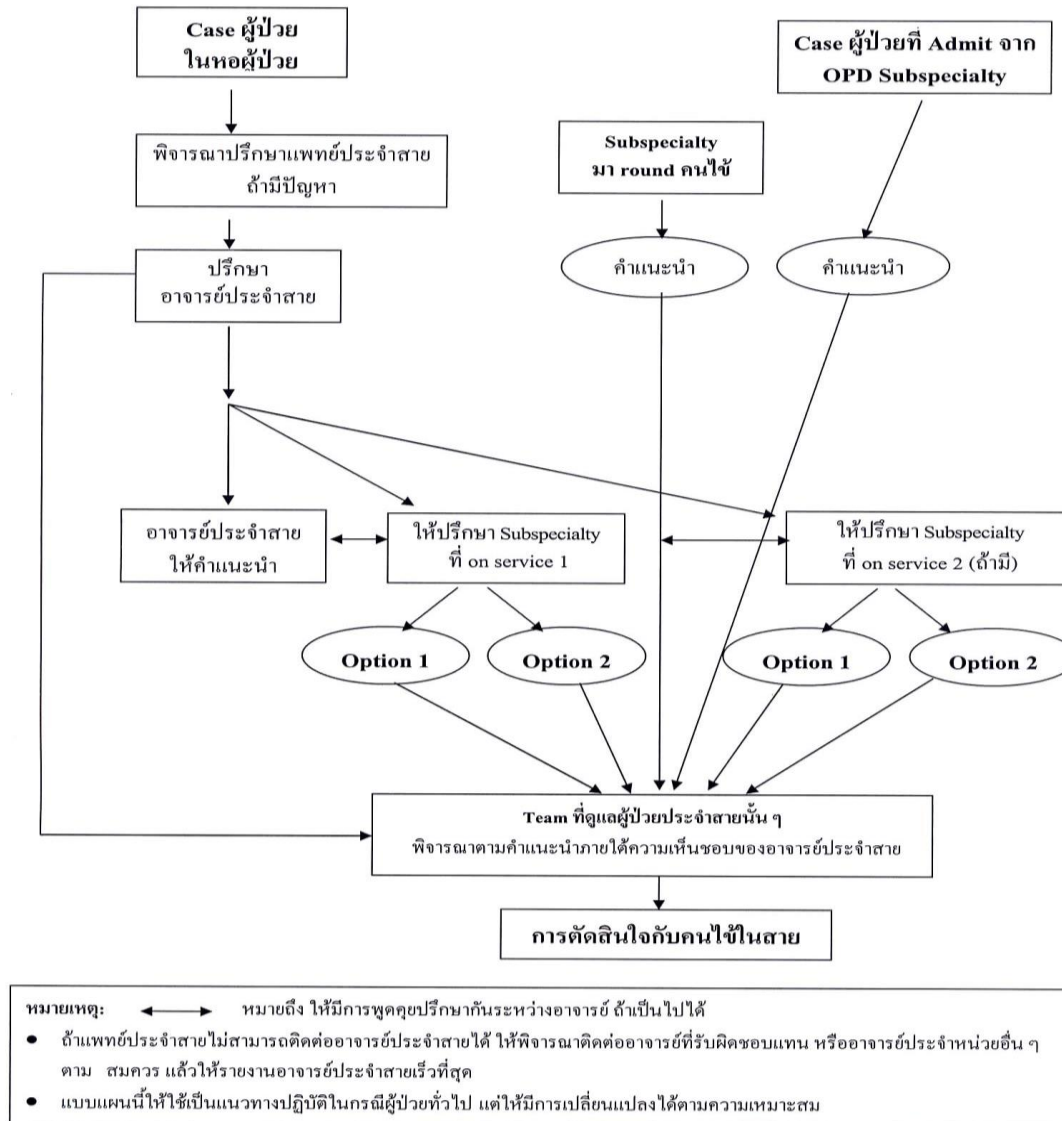 Case ผู้ป่วย
ในหอผู้ป่วย
Case ผู้ป่วยที่ Admit จาก
OPD Subspecialty
พิจารณาปรึกษาแพทย์ประจำสาย
ถ้ามีปัญหา
Subspecialty
มา round คนไข้
ปรึกษา
อาจารย์ประจำสาย
คำแนะนำ
คำแนะนำ
อาจารย์ประจำสาย
ให้คำแนะนำ
ให้ปรึกษา Subspecialty
ที่ on service 1
ให้ปรึกษา Subspecialty
ที่ on service 2 (ถ้ามี)
Option 1
Option 2
Option 1
Option 2
Team ที่ดูแลผู้ป่วยประจำสายนั้น ๆ
พิจารณาตามคำแนะนำภายใต้ความเห็นชอบของอาจารย์ประจำสาย
การตัดสินใจกับคนไข้ในสาย
หมายเหตุ: หมายถึง ให้มีการพูดคุยปรึกษากันระหว่างอาจารย์ ถ้าเป็นไปได้
● ถ้าแพทย์ประจำสายไม่สามารถติดต่ออาจารย์ประจำสายได้ ให้พิจารณาติดต่ออาจารย์ที่รับผิดชอบแทน หรืออาจารย์ประจำหน่วยอื่น ๆ
ตาม สมควร แล้วให้รายงานอาจารย์ประจำสายเร็วที่สุด
● แบบแผนนี้ให้ใช้เป็นแนวทางปฏิบัติในกรณีผู้ป่วยทั่วไป แต่ให้มีการเปลี่ยนแปลงได้ตามความเหมาะสม